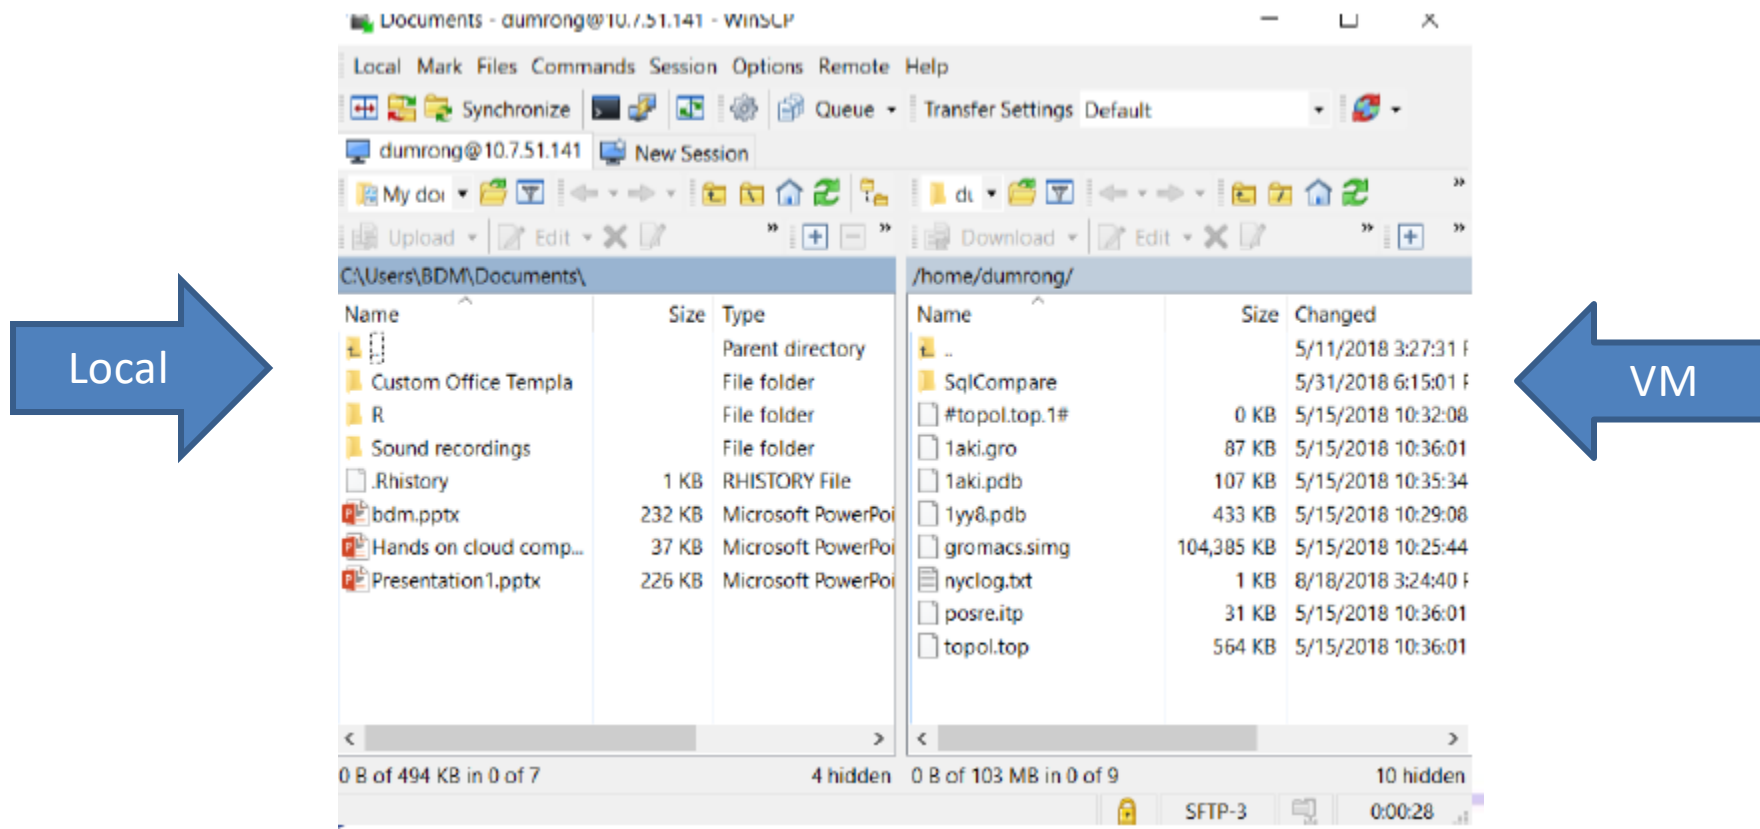 Documents - dumrong@10.7.51.141 - WinSCP
Local Mark Files Commands Session Options Remote Help
Synchronize Queue Transfer Settings Default
dumrong@10.7.51.141 New Session
My doc du
Upload Edit Download Edit
C:\Users\BDM\Documents\ /home/dumrong/
Name Size Type Name Size Changed
.. Parent directory .. 5/11/2018 3:27:31 P
Custom Office Templa File folder SqlCompare 5/31/2018 6:15:01 P
Local
VM
R File folder #topol.top.1# 0 KB 5/15/2018 10:32:08
Sound recordings File folder 1aki.gro 87 KB 5/15/2018 10:36:01
.Rhistory 1 KB RHISTORY File 1aki.pdb 107 KB 5/15/2018 10:35:34
bdm.pptx 232 KB Microsoft PowerPoi 1yy8.pdb 433 KB 5/15/2018 10:29:08
Hands on cloud comp... 37 KB Microsoft PowerPoi gromacs.simg 104,385 KB 5/15/2018 10:25:44
Presentation1.pptx 226 KB Microsoft PowerPoi nyclog.txt 1 KB 8/18/2018 3:24:40 P
posre.itp 31 KB 5/15/2018 10:36:01
topol.top 564 KB 5/15/2018 10:36:01
0 B of 494 KB in 0 of 7 4 hidden 0 B of 103 MB in 0 of 9 10 hidden
SFTP-3 0:00:28